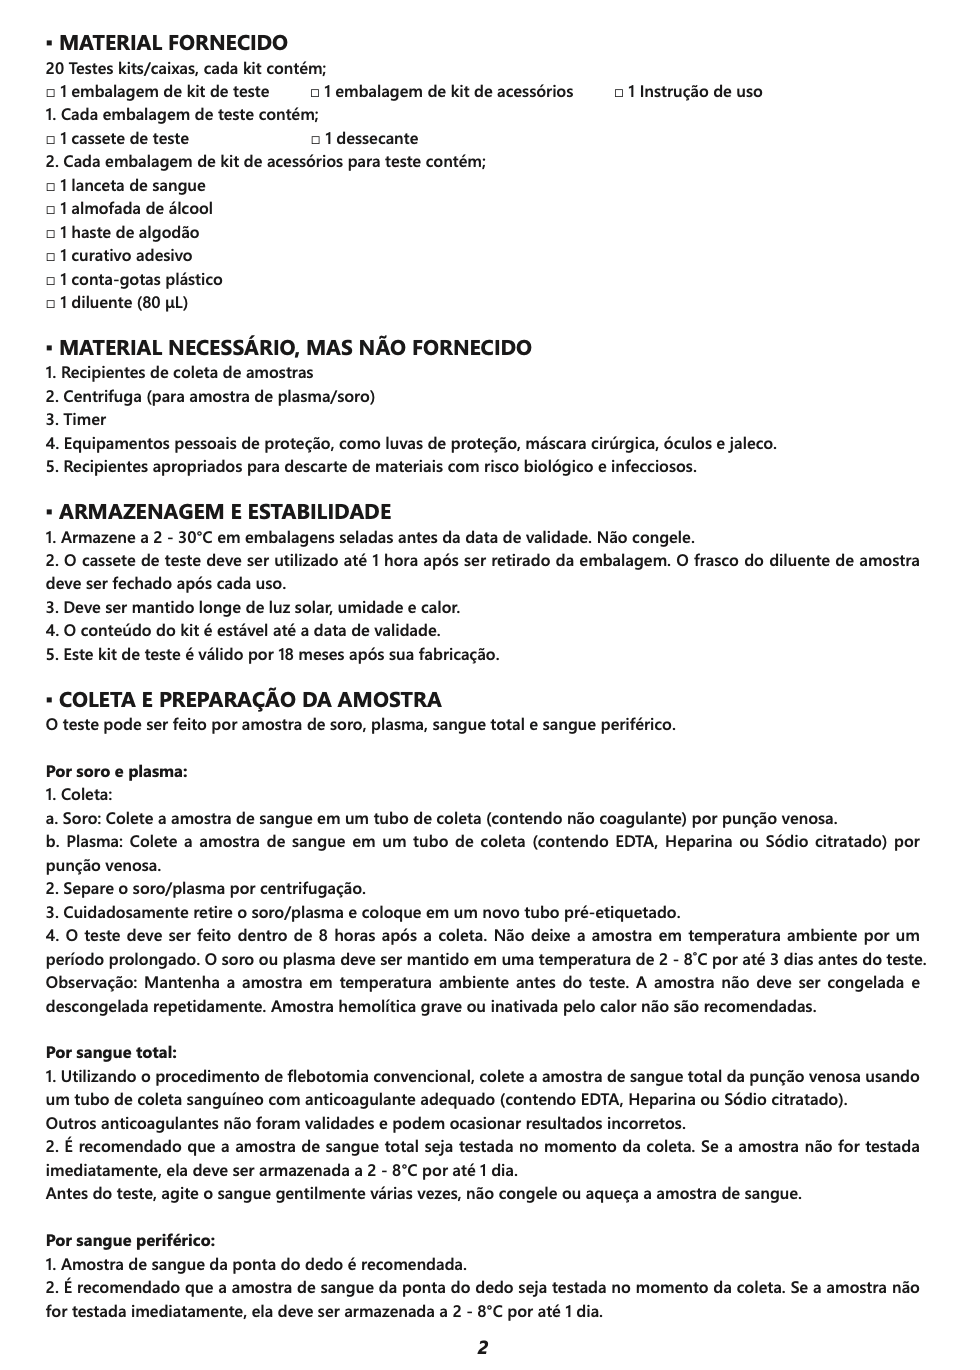 ▪ MATERIAL FORNECIDO
20 Testes kits/caixas, cada kit contém;
□ 1 embalagem de kit de teste □ 1 embalagem de kit de acessórios □ 1 Instrução de uso
1. Cada embalagem de teste contém;
□ 1 cassete de teste □ 1 dessecante
2. Cada embalagem de kit de acessórios para teste contém;
□ 1 lanceta de sangue
□ 1 almofada de álcool
□ 1 haste de algodão
□ 1 curativo adesivo
□ 1 conta-gotas plástico
□ 1 diluente (80 µL)
▪ MATERIAL NECESSÁRIO, MAS NÃO FORNECIDO
1. Recipientes de coleta de amostras
2. Centrifuga (para amostra de plasma/soro)
3. Timer
4. Equipamentos pessoais de proteção, como luvas de proteção, máscara cirúrgica, óculos e jaleco.
5. Recipientes apropriados para descarte de materiais com risco biológico e infecciosos.
▪ ARMAZENAGEM E ESTABILIDADE
1. Armazene a 2 - 30°C em embalagens seladas antes da data de validade. Não congele.
2. O cassete de teste deve ser utilizado até 1 hora após ser retirado da embalagem. O frasco do diluente de amostra
deve ser fechado após cada uso.
3. Deve ser mantido longe de luz solar, umidade e calor.
4. O conteúdo do kit é estável até a data de validade.
5. Este kit de teste é válido por 18 meses após sua fabricação.
▪ COLETA E PREPARAÇÃO DA AMOSTRA
O teste pode ser feito por amostra de soro, plasma, sangue total e sangue periférico.
Por soro e plasma:
1. Coleta:
a. Soro: Colete a amostra de sangue em um tubo de coleta (contendo não coagulante) por punção venosa.
b. Plasma: Colete a amostra de sangue em um tubo de coleta (contendo EDTA, Heparina ou Sódio citratado) por
punção venosa.
2. Separe o soro/plasma por centrifugação.
3. Cuidadosamente retire o soro/plasma e coloque em um novo tubo pré-etiquetado.
4. O teste deve ser feito dentro de 8 horas após a coleta. Não deixe a amostra em temperatura ambiente por um
período prolongado. O soro ou plasma deve ser mantido em uma temperatura de 2 - 8˚C por até 3 dias antes do teste.
Observação: Mantenha a amostra em temperatura ambiente antes do teste. A amostra não deve ser congelada e
descongelada repetidamente. Amostra hemolítica grave ou inativada pelo calor não são recomendadas.
Por sangue total:
1. Utilizando o procedimento de flebotomia convencional, colete a amostra de sangue total da punção venosa usando
um tubo de coleta sanguíneo com anticoagulante adequado (contendo EDTA, Heparina ou Sódio citratado).
Outros anticoagulantes não foram validades e podem ocasionar resultados incorretos.
2. É recomendado que a amostra de sangue total seja testada no momento da coleta. Se a amostra não for testada
imediatamente, ela deve ser armazenada a 2 - 8°C por até 1 dia.
Antes do teste, agite o sangue gentilmente várias vezes, não congele ou aqueça a amostra de sangue.
Por sangue periférico:
1. Amostra de sangue da ponta do dedo é recomendada.
2. É recomendado que a amostra de sangue da ponta do dedo seja testada no momento da coleta. Se a amostra não
for testada imediatamente, ela deve ser armazenada a 2 - 8°C por até 1 dia.
2